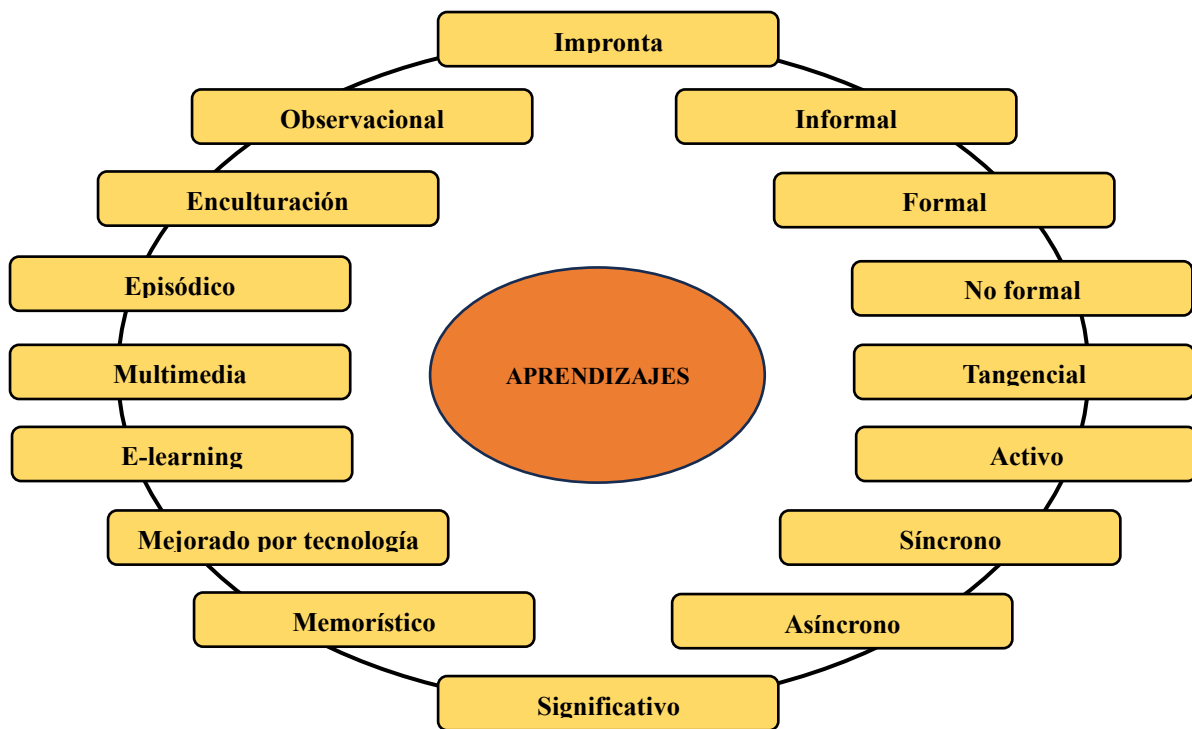 Impronta
Observacional
Informal
Enculturación
Formal
Episódico
No formal
Multimedia
APRENDIZAJES
Tangencial
E-learning
Activo
Mejorado por tecnología
Síncrono
Memorístico
Asíncrono
Significativo